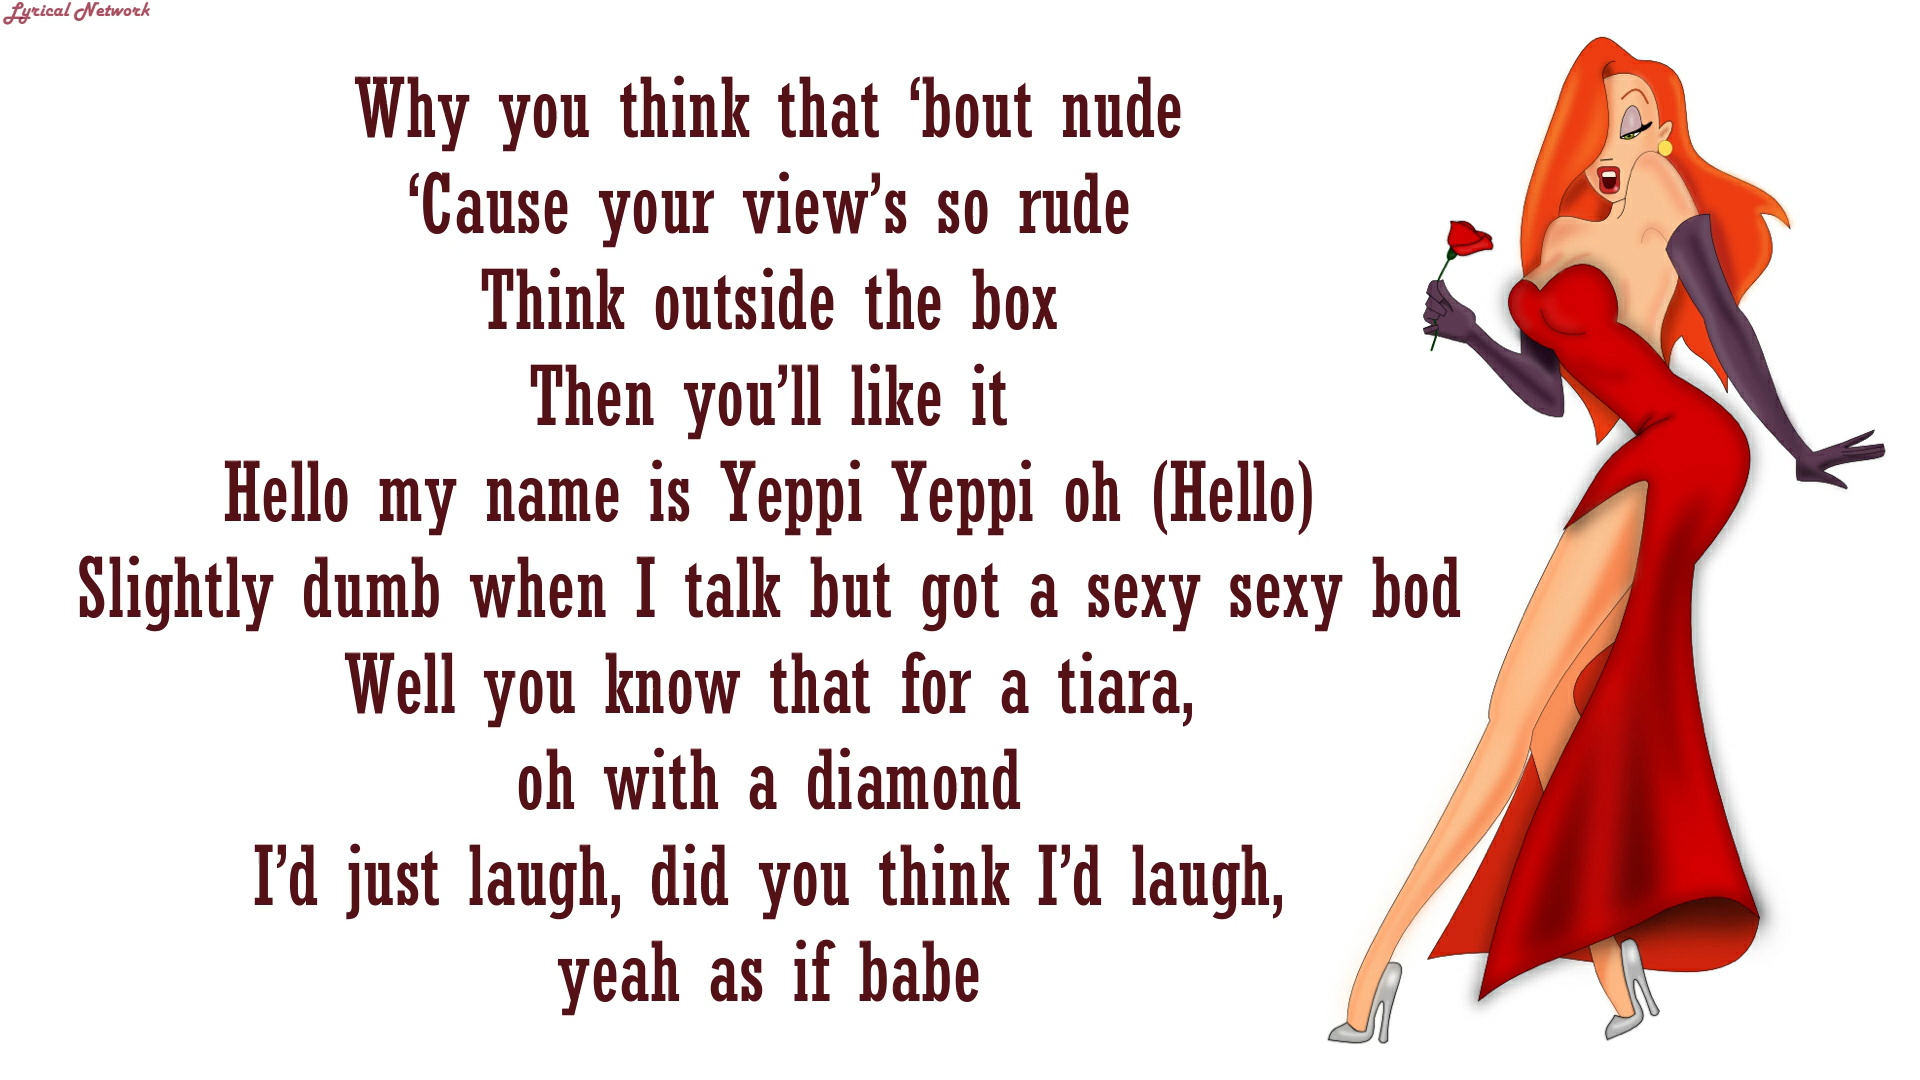 Lyrical Network
Why you think that ‘bout nude
‘Cause your view’s so rude
Think outside the box
Then you’ll like it
Hello my name is Yeppi Yeppi oh (Hello)
Slightly dumb when I talk but got a sexy sexy bod
Well you know that for a tiara,
oh with a diamond
I’d just laugh, did you think I’d laugh,
yeah as if babe